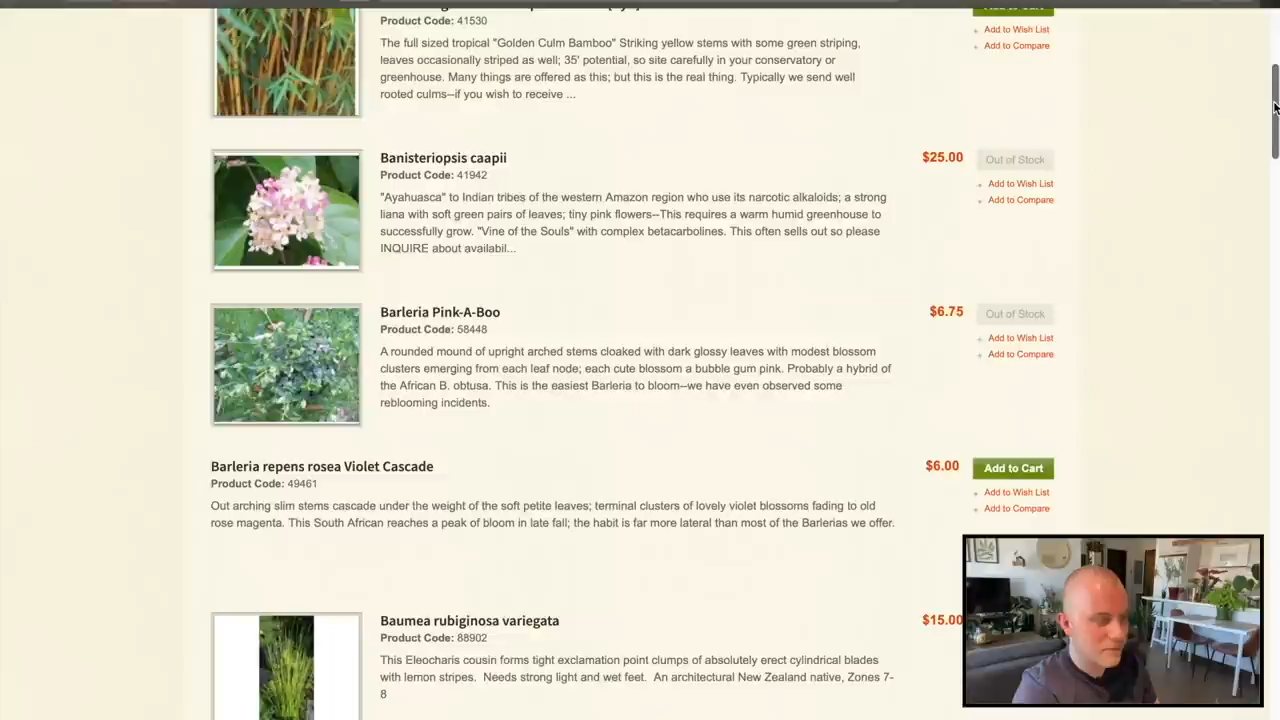 Product Code: 41530
Add to Cart
Add to Wish List
Add to Compare
The full sized tropical "Golden Culm Bamboo" Striking yellow stems with some green striping,
leaves occasionally striped as well; 35' potential, so site carefully in your conservatory or
greenhouse. Many things are offered as this; but this is the real thing. Typically we send well
rooted culms--if you wish to receive ...
Banisteriopsis caapii
Product Code: 41942
$25.00
Out of Stock
Add to Wish List
Add to Compare
"Ayahuasca" to Indian tribes of the western Amazon region who use its narcotic alkaloids; a strong
liana with soft green pairs of leaves; tiny pink flowers--This requires a warm humid greenhouse to
successfully grow. "Vine of the Souls" with complex betacarbolines. This often sells out so please
INQUIRE about availabil...
Barleria Pink-A-Boo
Product Code: 58448
$6.75
Out of Stock
Add to Wish List
Add to Compare
A rounded mound of upright arched stems cloaked with dark glossy leaves with modest blossom
clusters emerging from each leaf node; each cute blossom a bubble gum pink. Probably a hybrid of
the African B. obtusa. This is the easiest Barleria to bloom--we have even observed some
reblooming incidents.
Barleria repens rosea Violet Cascade
Product Code: 49461
$6.00
Add to Cart
Add to Wish List
Add to Compare
Out arching slim stems cascade under the weight of the soft petite leaves; terminal clusters of lovely violet blossoms fading to old
rose magenta. This South African reaches a peak of bloom in late fall; the habit is far more lateral than most of the Barlerias we offer.
Baumea rubiginosa variegata
Product Code: 88902
$15.00
This Eleocharis cousin forms tight exclamation point clumps of absolutely erect cylindrical blades
with lemon stripes. Needs strong light and wet feet. An architectural New Zealand native, Zones 7-
8